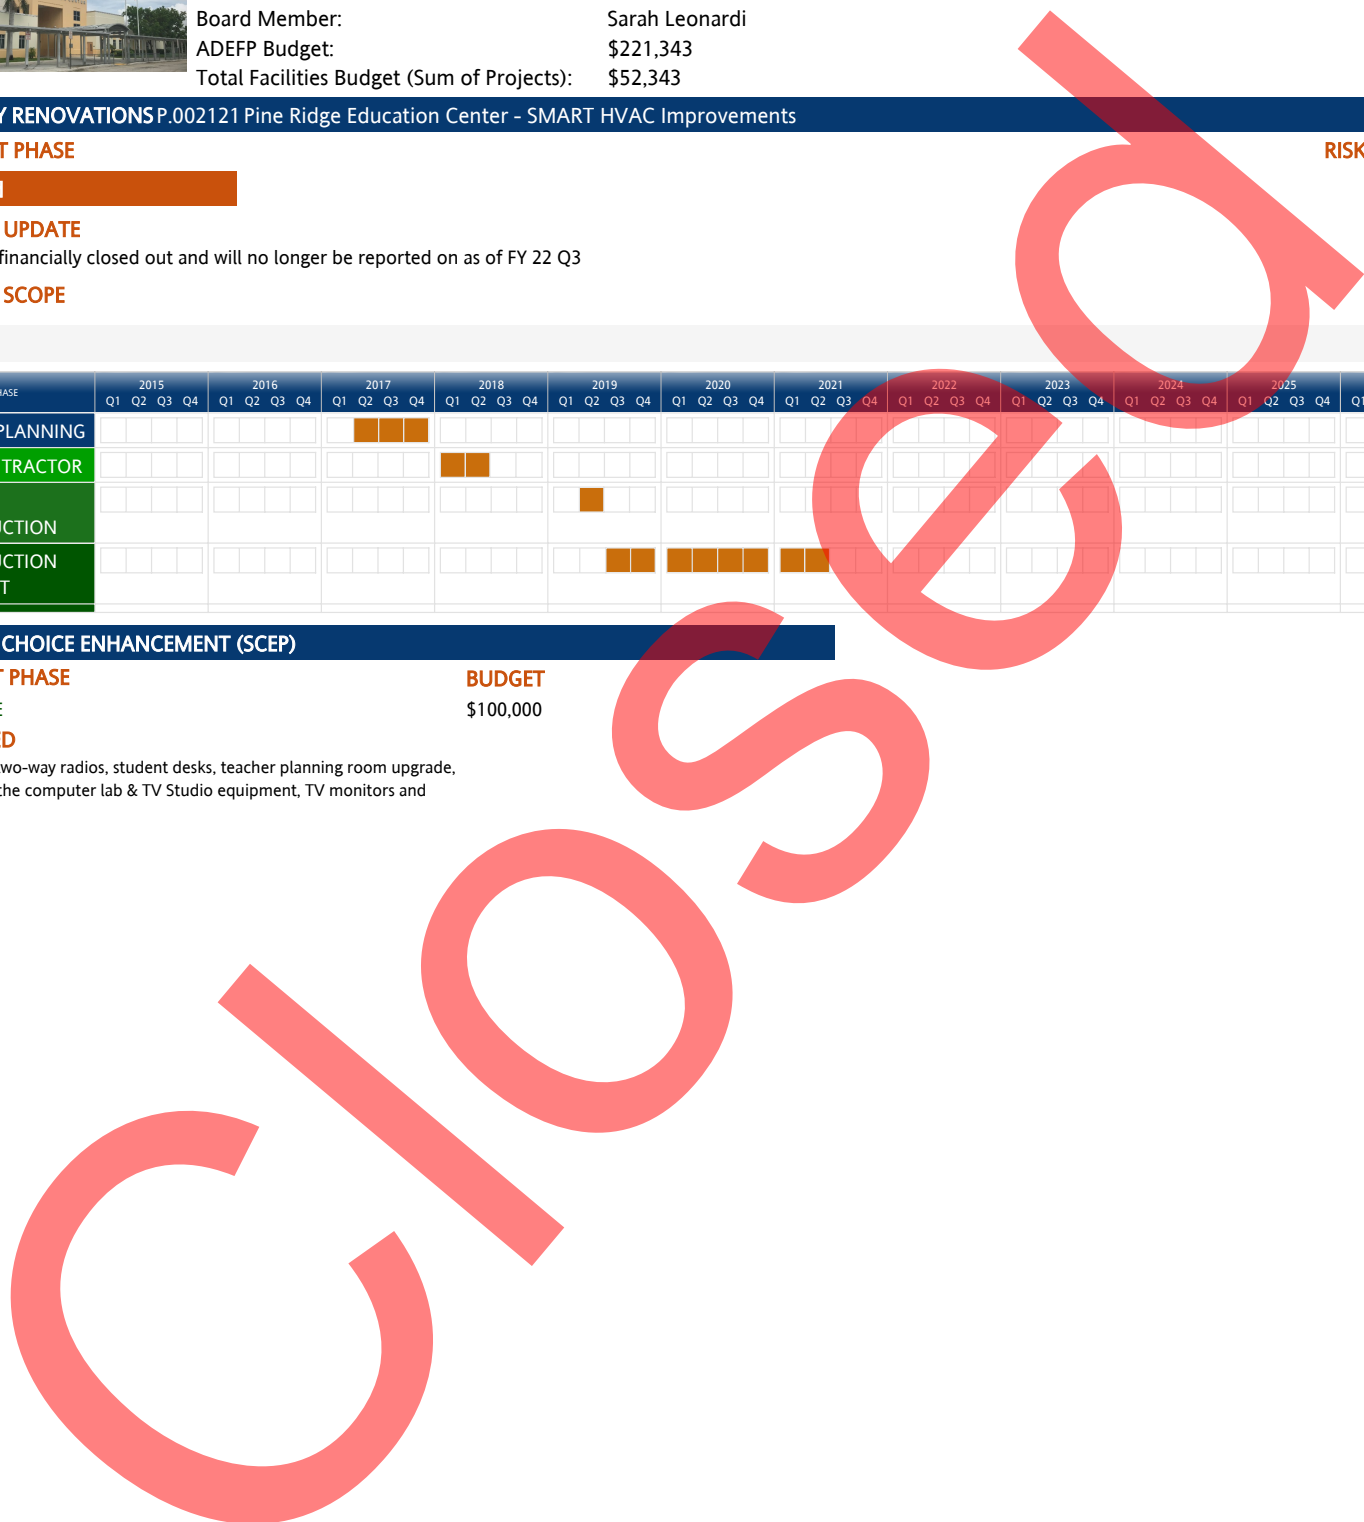 Board Member: Sarah Leonardi
ADEFP Budget: $221,343
Total Facilities Budget (Sum of Projects): $52,343
Y RENOVATIONS P.002121 Pine Ridge Education Center - SMART HVAC Improvements
T PHASE RISK
UPDATE
financially closed out and will no longer be reported on as of FY 22 Q3
SCOPE
2015 2016 2017 2018 2019 2020 2021 2022 2023 2024 2025
HASE Q1 Q2 Q3 Q4 Q1 Q2 Q3 Q4 Q1 Q2 Q3 Q4 Q1 Q2 Q3 Q4 Q1 Q2 Q3 Q4 Q1 Q2 Q3 Q4 Q1 Q2 Q3 Q4 Q1 Q2 Q3 Q4 Q1 Q2 Q3 Q4 Q1 Q2 Q3 Q4 Q1 Q2 Q3 Q4 Q1
PLANNING
TRACTOR
UCTION
UCTION
T
CHOICE ENHANCEMENT (SCEP)
T PHASE BUDGET
E $100,000
ED
two-way radios, student desks, teacher planning room upgrade,
the computer lab & TV Studio equipment, TV monitors and
Closed